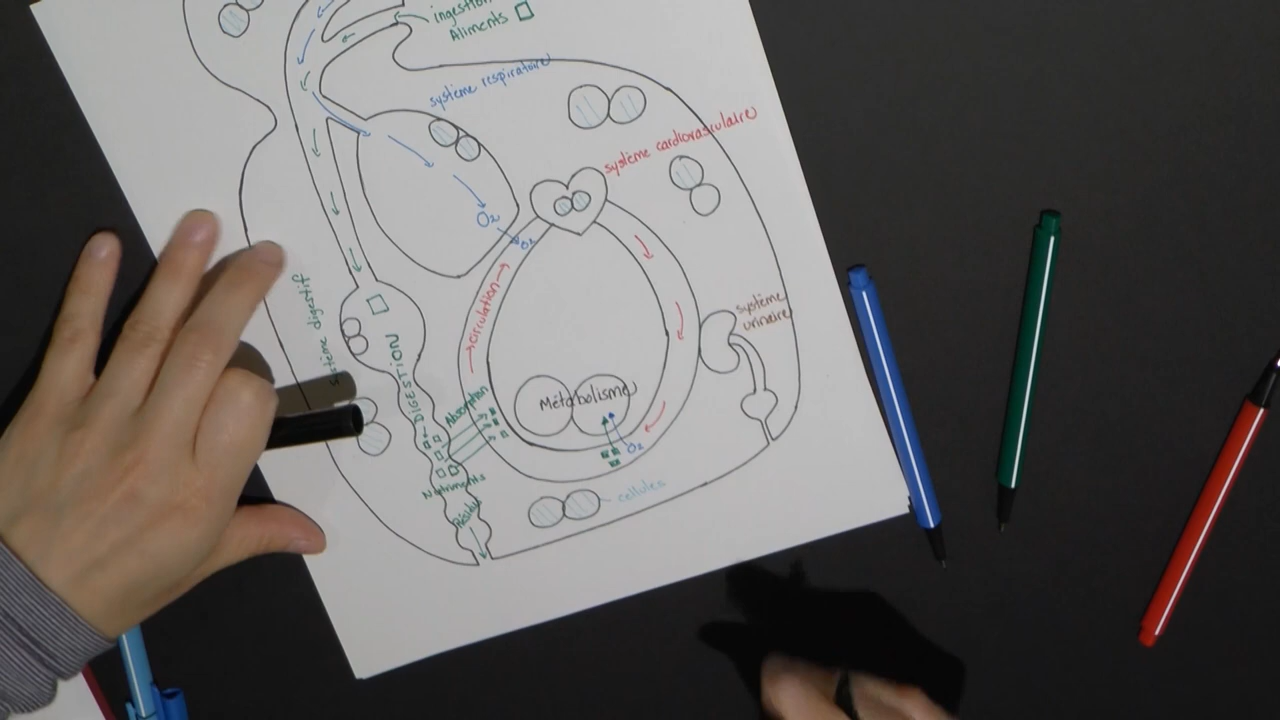 ingestion
Aliments
système respiratoire
système cardiovasculaire
O₂
O₂
système digestif
circulation
système
urinaire
DIGESTION
Absorption
Métabolisme
O₂
Nutriments
Résidus
cellules